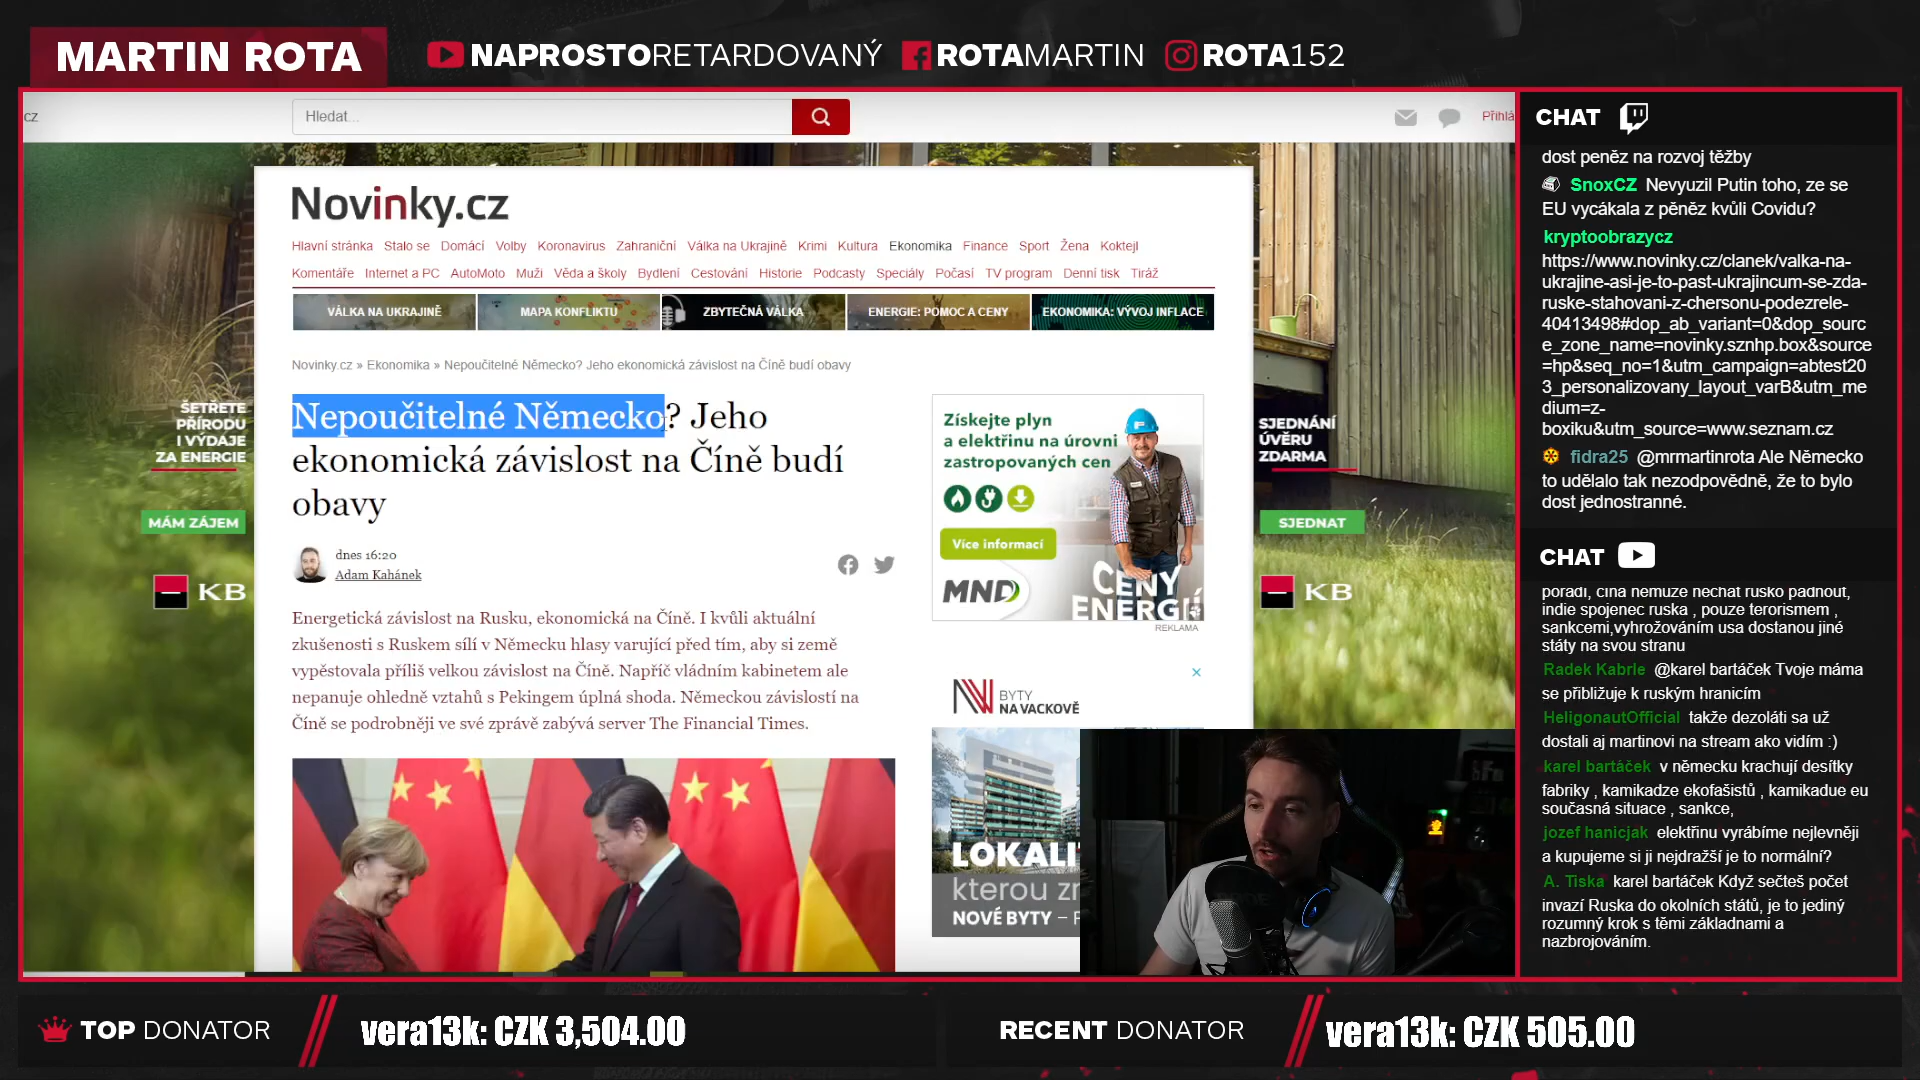 MARTIN ROTA
NAPROSTORETARDOVANÝ
ROTAMARTIN
ROTA152
cz
Hledat...
Přihlá
Novinky.cz
Hlavní stránka Stalo se Domácí Volby Koronavirus Zahraniční Válka na Ukrajině Krimi Kultura Ekonomika Finance Sport Žena Koktejl
Komentáře Internet a PC AutoMoto Muži Věda a školy Bydlení Cestování Historie Podcasty Speciály Počasí TV program Denní tisk Tiráž
VÁLKA NA UKRAJINĚ
MAPA KONFLIKTU
ZBYTEČNÁ VÁLKA
ENERGIE: POMOC A CENY
EKONOMIKA: VÝVOJ INFLACE
Novinky.cz » Ekonomika » Nepoučitelné Německo? Jeho ekonomická závislost na Číně budí obavy
Nepoučitelné Německo? Jeho
ekonomická závislost na Číně budí
obavy
dnes 16:20
Adam Kahánek
Energetická závislost na Rusku, ekonomická na Číně. I kvůli aktuální
zkušenosti s Ruskem sílí v Německu hlasy varující před tím, aby si země
vypěstovala příliš velkou závislost na Číně. Napříč vládním kabinetem ale
nepanuje ohledně vztahů s Pekingem úplná shoda. Německou závislostí na
Číně se podrobněji ve své zprávě zabývá server The Financial Times.
ŠETŘETE
PŘÍRODU
I VÝDAJE
ZA ENERGIE
MÁM ZÁJEM
KB
Získejte plyn
a elektřinu na úrovni
zastropovaných cen
Více informací
MND
CENY
ENERGIÍ
REKLAMA
BYTY
NA VACKOVĚ
LOKALI
kterou zr
NOVÉ BYTY – F
SJEDNÁNÍ
ÚVĚRU
ZDARMA
SJEDNAT
KB
CHAT
dost peněz na rozvoj těžby
SnoxCZ Nevyuzil Putin toho, ze se
EU vycákala z pěněz kvůli Covidu?
kryptoobrazycz
https://www.novinky.cz/clanek/valka-na-
ukrajine-asi-je-to-past-ukrajincum-se-zda-
ruske-stahovani-z-chersonu-podezrele-
40413498#dop_ab_variant=0&dop_sourc
e_zone_name=novinky.sznhp.box&source
=hp&seq_no=1&utm_campaign=abtest20
3_personalizovany_layout_varB&utm_me
dium=z-
boxiku&utm_source=www.seznam.cz
fidra25 @mrmartinrota Ale Německo
to udělalo tak nezodpovědně, že to bylo
dost jednostranné.
CHAT
poradí, čína nemuze nechat rusko padnout,
indie spojenec ruska , pouze terorismem ,
sankcemi,vyhrožováním usa dostanou jiné
státy na svou stranu
Radek Kabrle @karel bartáček Tvoje máma
se přibližuje k ruským hranicím
HeligonautOfficial takže dezoláti sa už
dostali aj martinovi na stream ako vidím :)
karel bartáček v německu krachují desítky
fabriky , kamikadze ekofašistů , kamikadue eu
současná situace , sankce,
jozef hanicjak elektřinu vyrábíme nejlevněji
a kupujeme si ji nejdražší je to normální?
A. Tiska karel bartáček Když sečteš počet
invazí Ruska do okolních států, je to jediný
rozumný krok s těmi základnami a
nazbrojováním.
TOP DONATOR
vera13k: CZK 3,504.00
RECENT DONATOR
vera13k: CZK 505.00